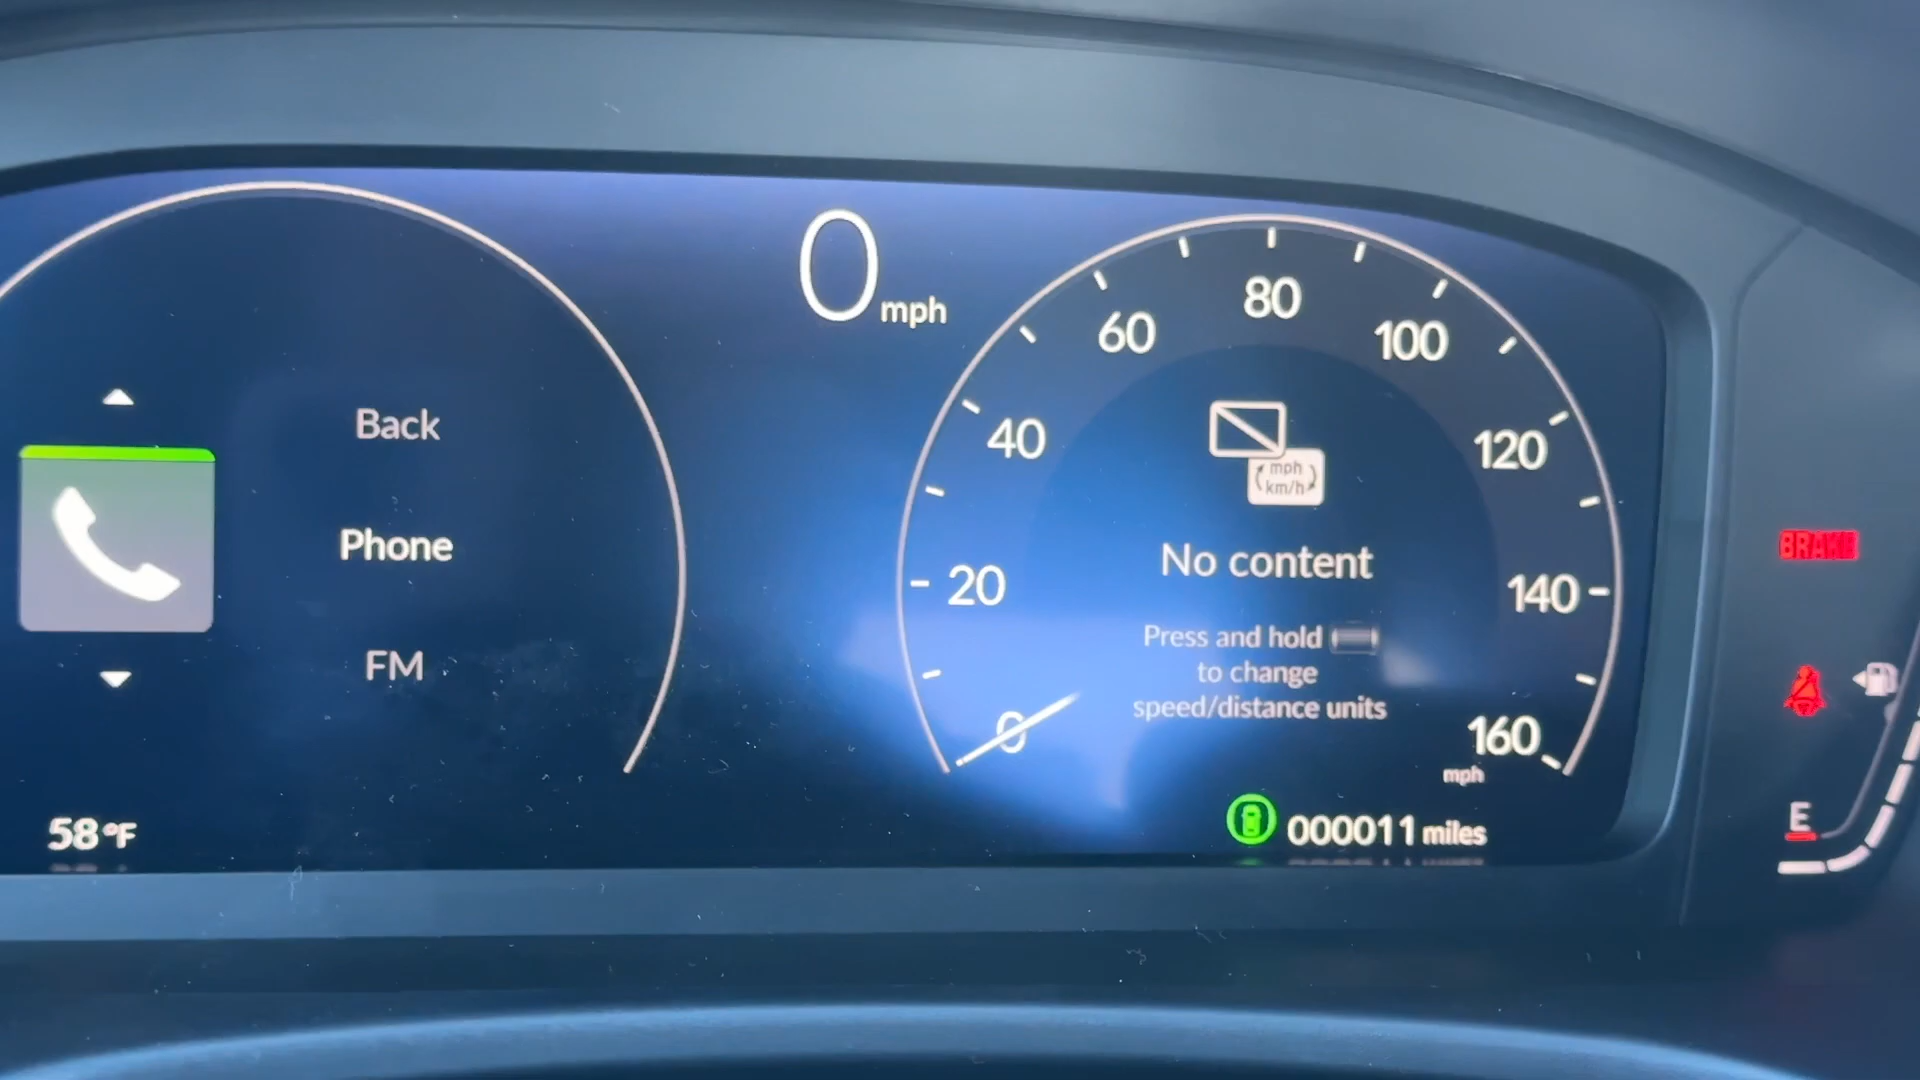 0 mph
80
60
100
40
120
mph
km/h
Back
Phone
FM
No content
20
140
BRAKE
Press and hold
to change
speed/distance units
0
160
mph
58°F
000011 miles
E